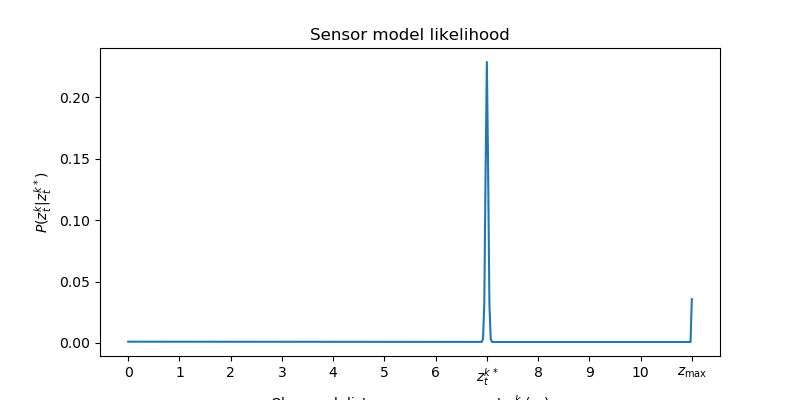 Sensor model likelihood
P(z_t^k|z_t^{k*})
0.20
0.15
0.10
0.05
0.00
0 1 2 3 4 5 6 z_t^{k*} 8 9 10 z_max